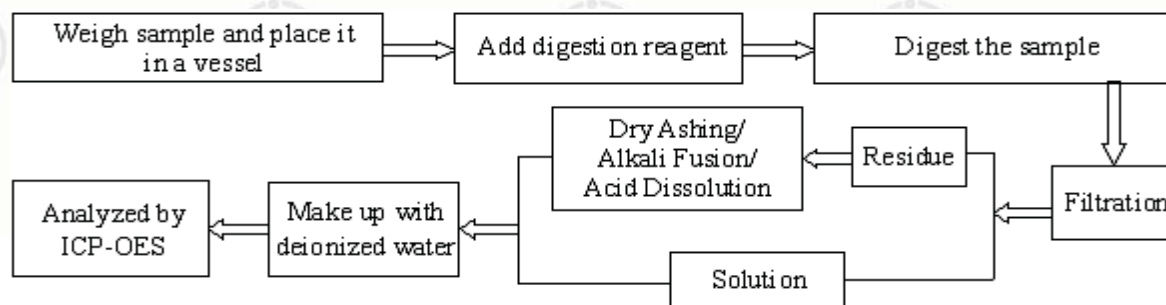 Weigh sample and place it
in a vessel
Add digestion reagent
Digest the sample
Dry Ashing/
Alkali Fusion/
Acid Dissolution
Residue
Filtration
Analyzed by
ICP-OES
Make up with
deionized water
Solution